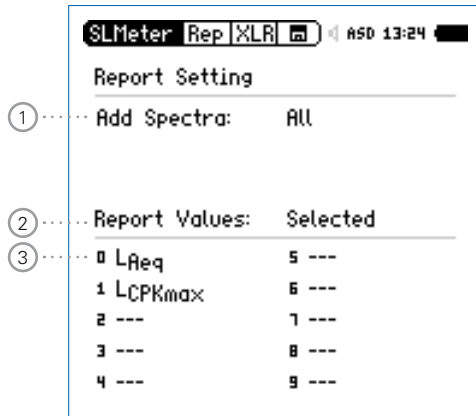 SLMeter Rep XLR ASD 13:24
Report Setting
1 Add Spectra: All
2 Report Values: Selected
3 0 LAeq 5 ---
1 LCPKmax 6 ---
2 --- 7 ---
3 --- 8 ---
4 --- 9 ---